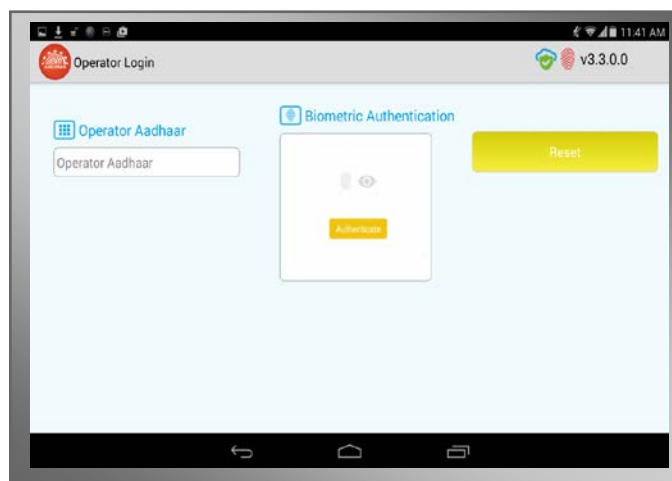 11:41 AM
Operator Login
v3.3.0.0
Operator Aadhaar
Biometric Authentication
Operator Aadhaar
Authenticate
Reset